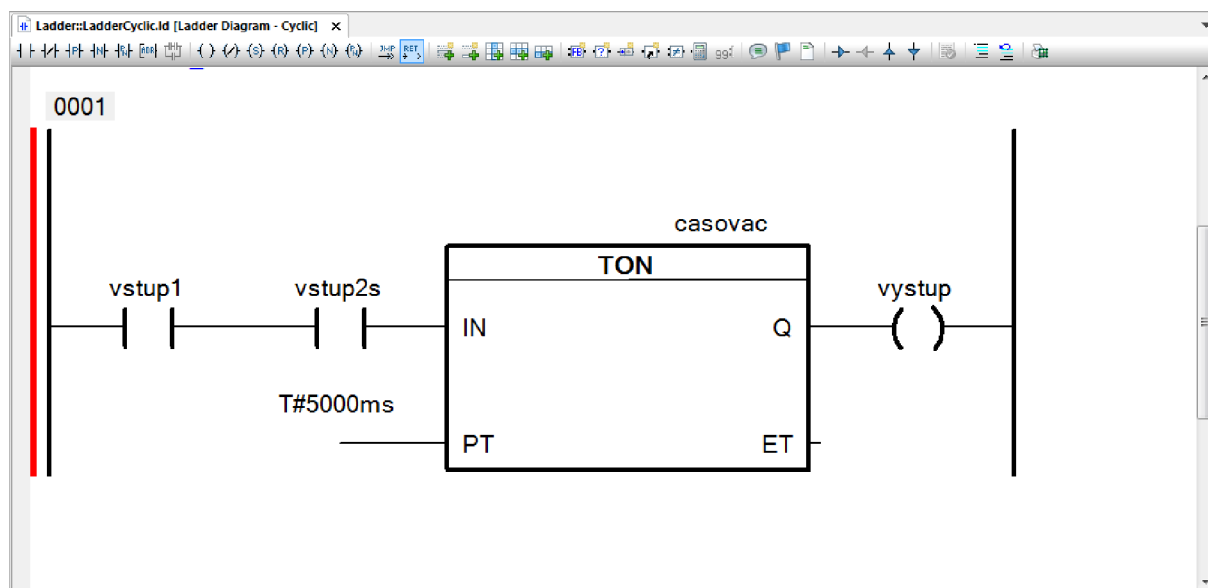 Ladder::LadderCyclic.ld [Ladder Diagram - Cyclic] x
0001
casovac
TON
vstup1 vstup2s vystup
IN Q
T#5000ms
PT ET